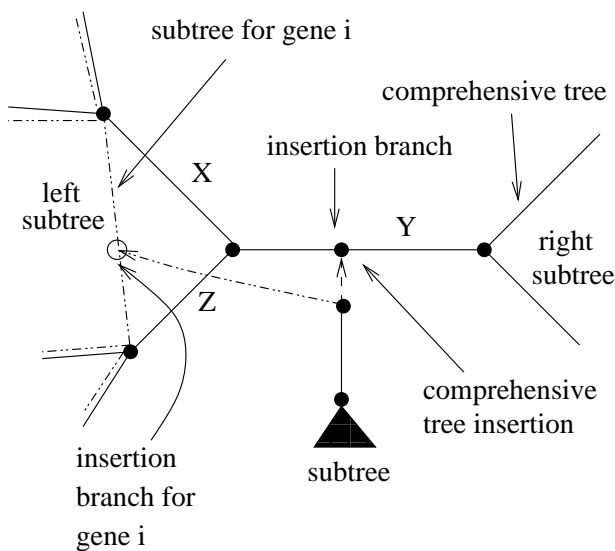 subtree for gene i
comprehensive tree
insertion branch
X
left
subtree
Y
right
subtree
Z
comprehensive
tree insertion
insertion
branch for
gene i
subtree